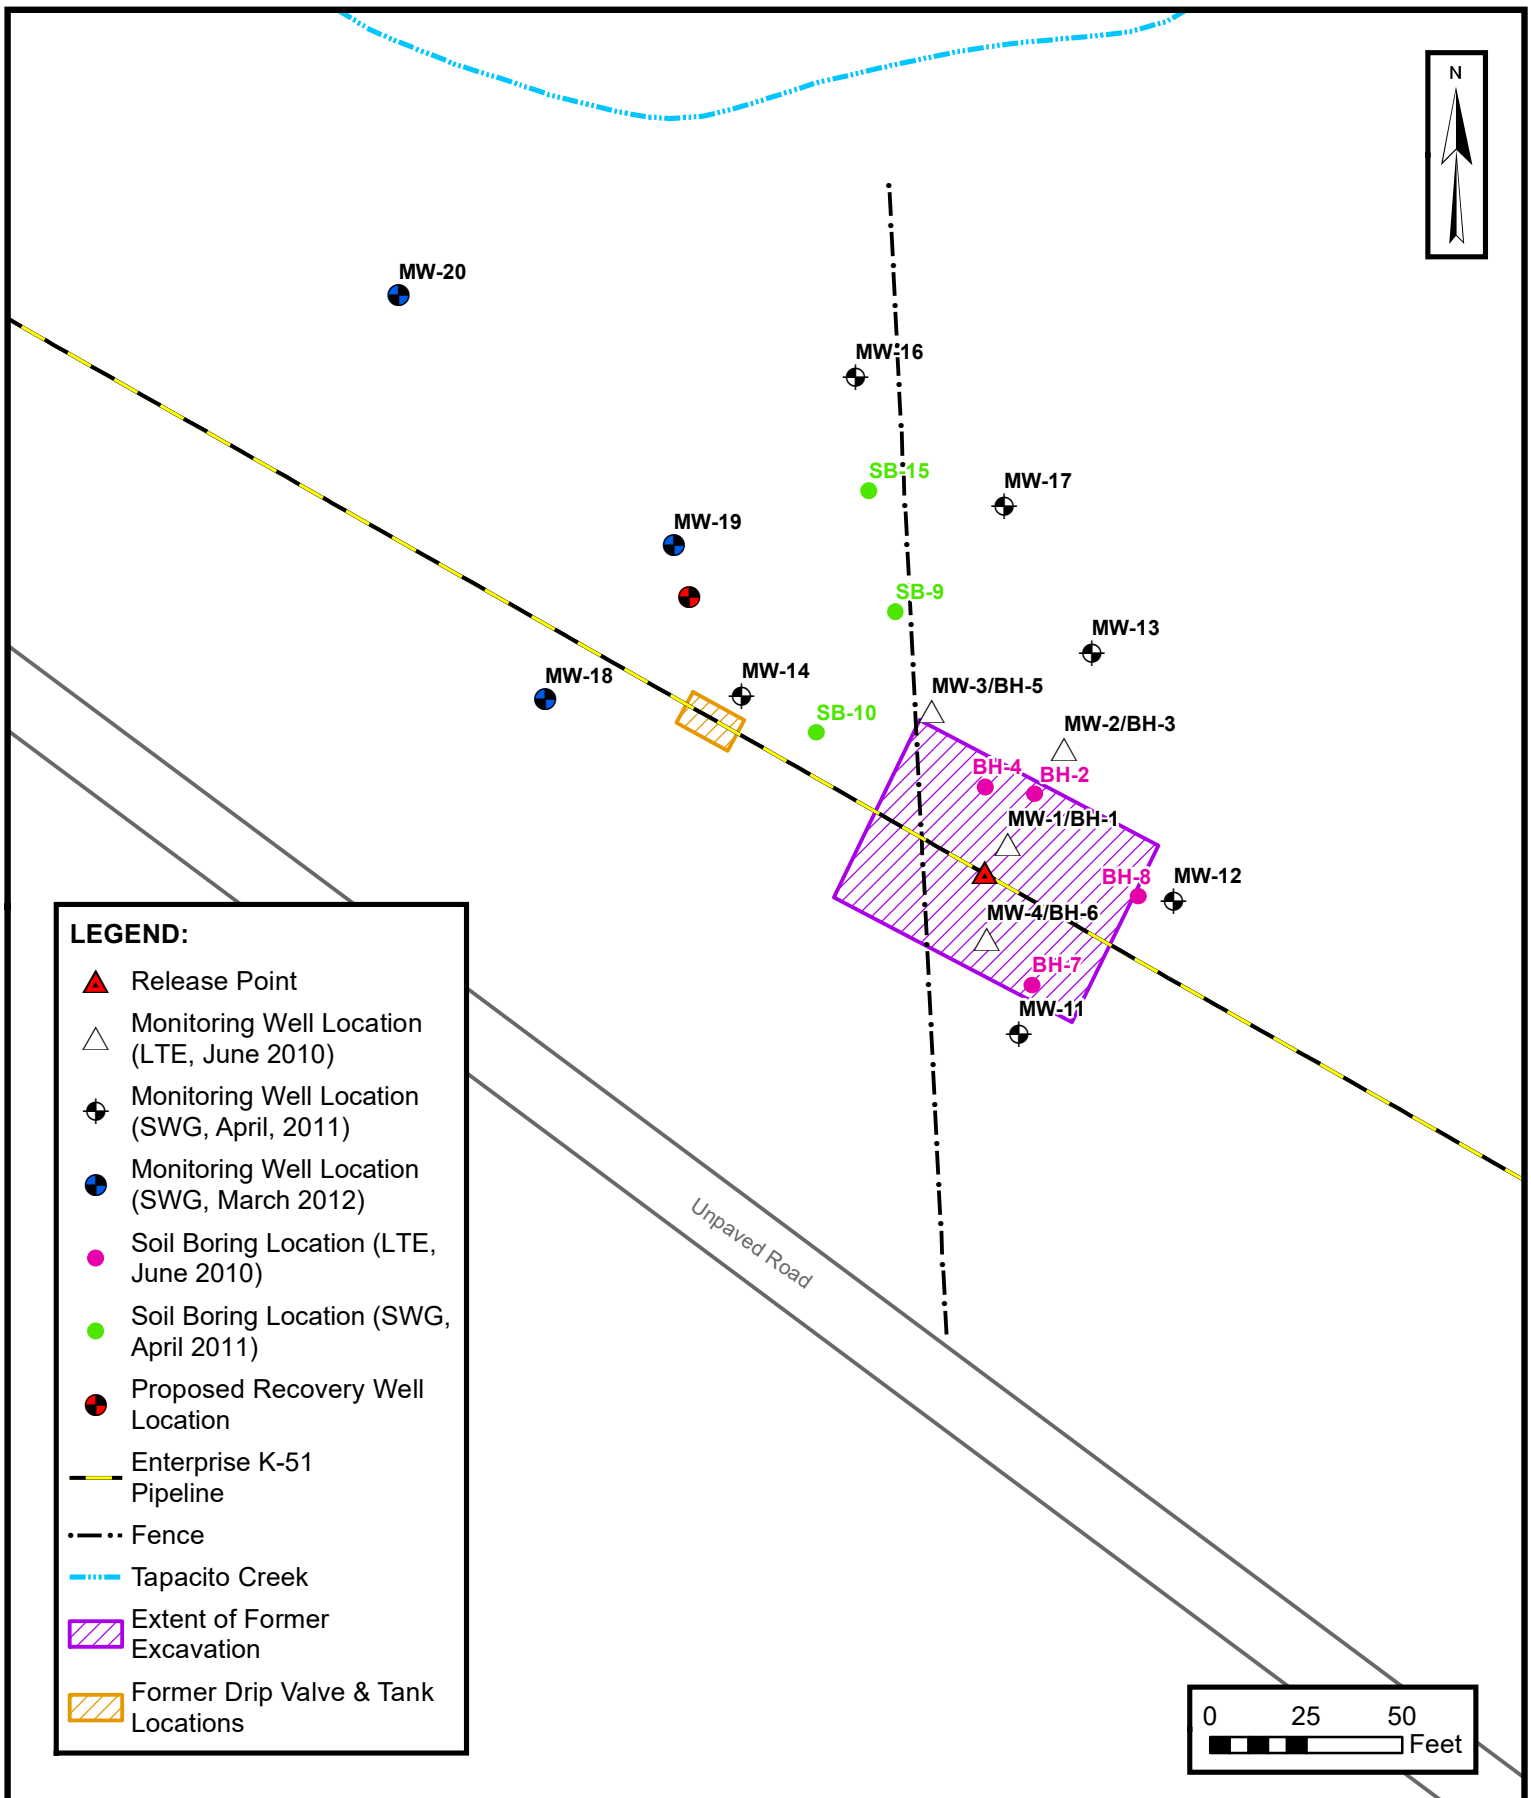 N
MW-20
MW-16
SB-15
MW-17
MW-19
SB-9
MW-13
MW-14
MW-18
MW-3/BH-5
SB-10
MW-2/BH-3
BH-4
BH-2
MW-1/BH-1
BH-8
MW-12
MW-4/BH-6
BH-7
MW-11
Unpaved Road
LEGEND:
Release Point
Monitoring Well Location
(LTE, June 2010)
Monitoring Well Location
(SWG, April, 2011)
Monitoring Well Location
(SWG, March 2012)
Soil Boring Location (LTE,
June 2010)
Soil Boring Location (SWG,
April 2011)
Proposed Recovery Well
Location
Enterprise K-51
Pipeline
Fence
Tapacito Creek
Extent of Former
Excavation
Former Drip Valve & Tank
Locations
0 25 50
Feet